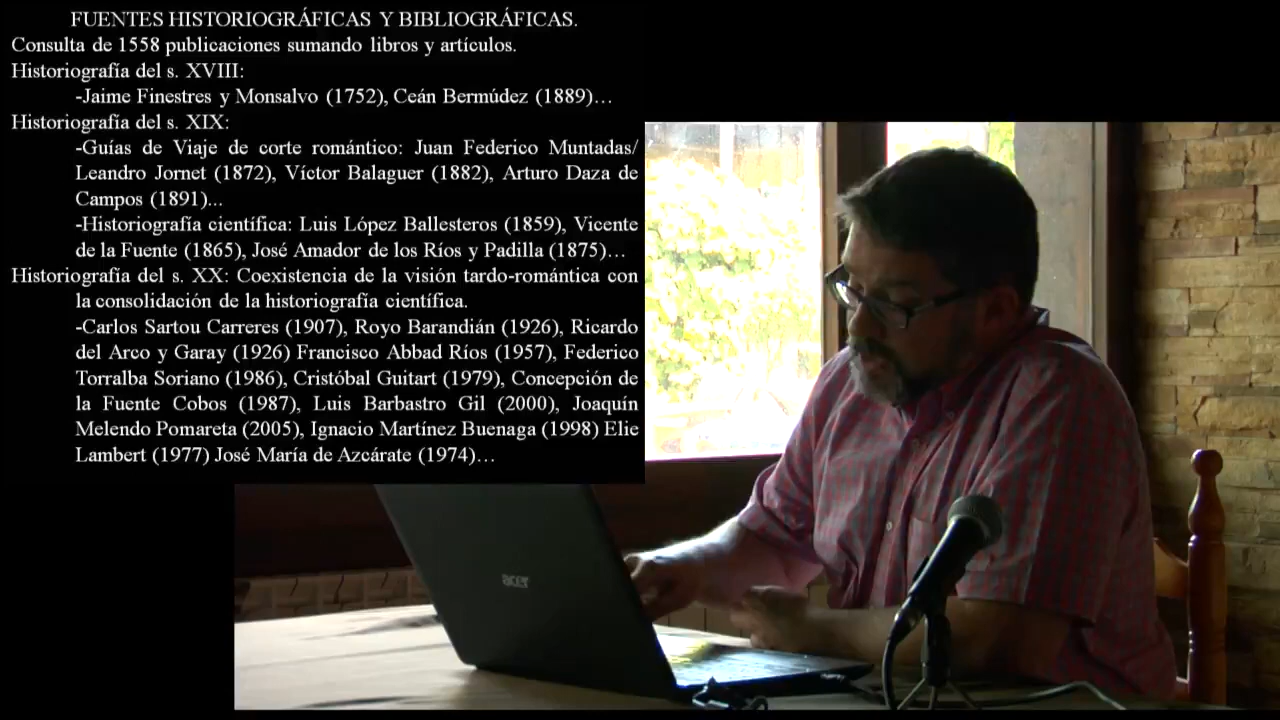 FUENTES HISTORIOGRÁFICAS Y BIBLIOGRÁFICAS.
Consulta de 1558 publicaciones sumando libros y artículos.
Historiografía del s. XVIII:
-Jaime Finestres y Monsalvo (1752), Ceán Bermúdez (1889)…
Historiografía del s. XIX:
-Guías de Viaje de corte romántico: Juan Federico Muntadas/
Leandro Jornet (1872), Víctor Balaguer (1882), Arturo Daza de
Campos (1891)...
-Historiografía científica: Luis López Ballesteros (1859), Vicente
de la Fuente (1865), José Amador de los Ríos y Padilla (1875)…
Historiografía del s. XX: Coexistencia de la visión tardo-romántica con
la consolidación de la historiografía científica.
-Carlos Sartou Carreres (1907), Royo Barandián (1926), Ricardo
del Arco y Garay (1926) Francisco Abbad Ríos (1957), Federico
Torralba Soriano (1986), Cristóbal Guitart (1979), Concepción de
la Fuente Cobos (1987), Luis Barbastro Gil (2000), Joaquín
Melendo Pomareta (2005), Ignacio Martínez Buenaga (1998) Elie
Lambert (1977) José María de Azcárate (1974)…
acer